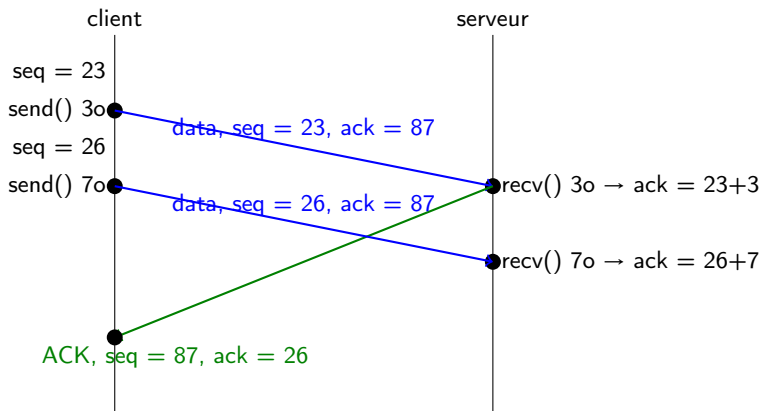 client
serveur
seq = 23
send() 3o
data, seq = 23, ack = 87
seq = 26
send() 7o
recv() 3o → ack = 23+3
data, seq = 26, ack = 87
recv() 7o → ack = 26+7
ACK, seq = 87, ack = 26